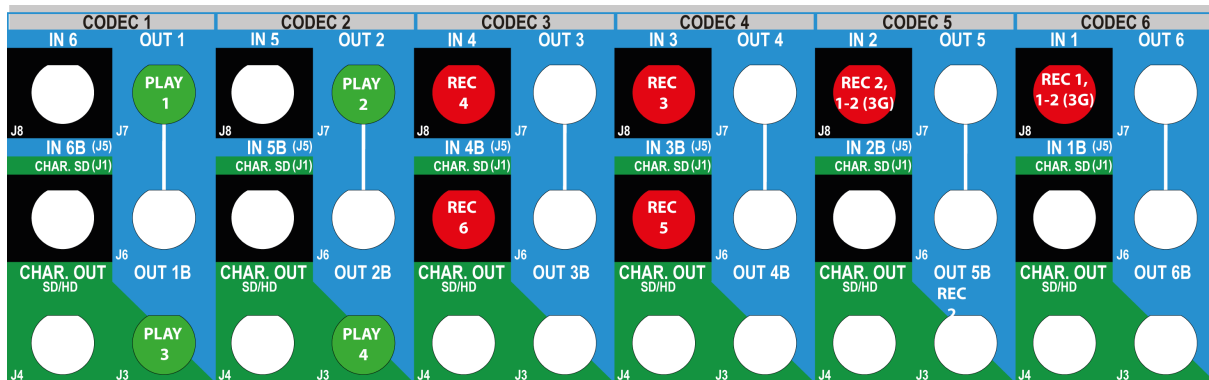 CODEC 1 CODEC 2 CODEC 3 CODEC 4 CODEC 5 CODEC 6
IN 6 OUT 1 IN 5 OUT 2 IN 4 OUT 3 IN 3 OUT 4 IN 2 OUT 5 IN 1 OUT 6
PLAY PLAY REC REC REC 2, REC 1,
1 2 4 3 1-2 (3G) 1-2 (3G)
J8 J7 J8 J7 J8 J7 J8 J7 J8 J7 J8 J7
IN 6B (J5) IN 5B (J5) IN 4B (J5) IN 3B (J5) IN 2B (J5) IN 1B (J5)
CHAR. SD (J1) CHAR. SD (J1) CHAR. SD (J1) CHAR. SD (J1) CHAR. SD (J1) CHAR. SD (J1)
REC REC
6 5
J6 J6 J6 J6 J6 J6
CHAR. OUT OUT 1B CHAR. OUT OUT 2B CHAR. OUT OUT 3B CHAR. OUT OUT 4B CHAR. OUT OUT 5B CHAR. OUT OUT 6B
SD/HD SD/HD SD/HD SD/HD SD/HD SD/HD
REC
2
PLAY PLAY
3 4
J4 J3 J4 J3 J4 J3 J4 J3 J4 J3 J4 J3